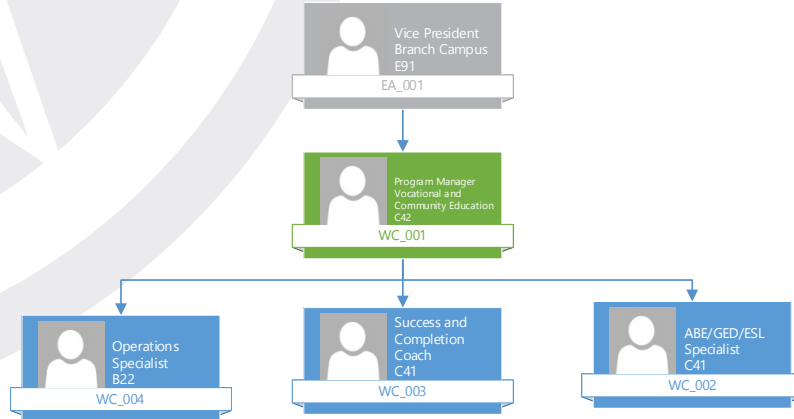 Vice President
Branch Campus
E91
EA_001
Program Manager
Vocational and
Community Education
C42
WC_001
Operations
Specialist
B22
WC_004
Success and
Completion
Coach
C41
WC_003
ABE/GED/ESL
Specialist
C41
WC_002